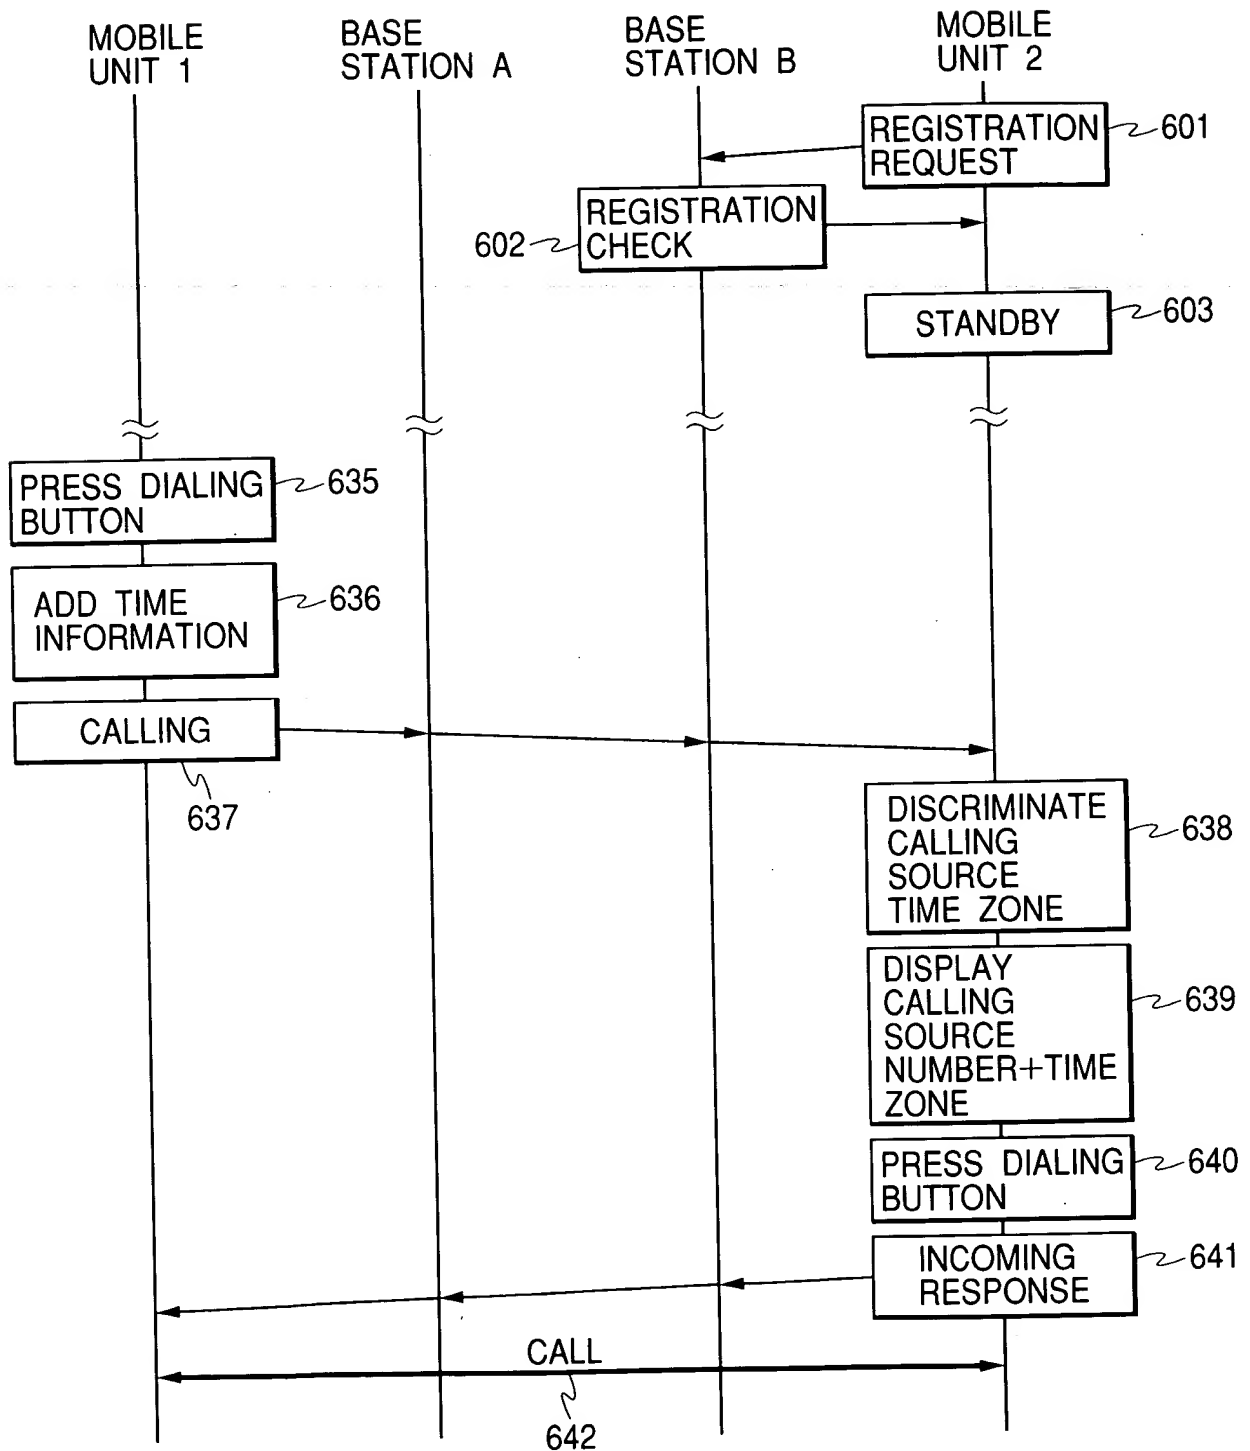 MOBILE
UNIT 1
BASE
STATION A
BASE
STATION B
MOBILE
UNIT 2
REGISTRATION
REQUEST
601
REGISTRATION
CHECK
602
STANDBY
603
PRESS DIALING
BUTTON
635
ADD TIME
INFORMATION
636
CALLING
637
DISCRIMINATE
CALLING
SOURCE
TIME ZONE
638
DISPLAY
CALLING
SOURCE
NUMBER+TIME
ZONE
639
PRESS DIALING
BUTTON
640
INCOMING
RESPONSE
641
CALL
642